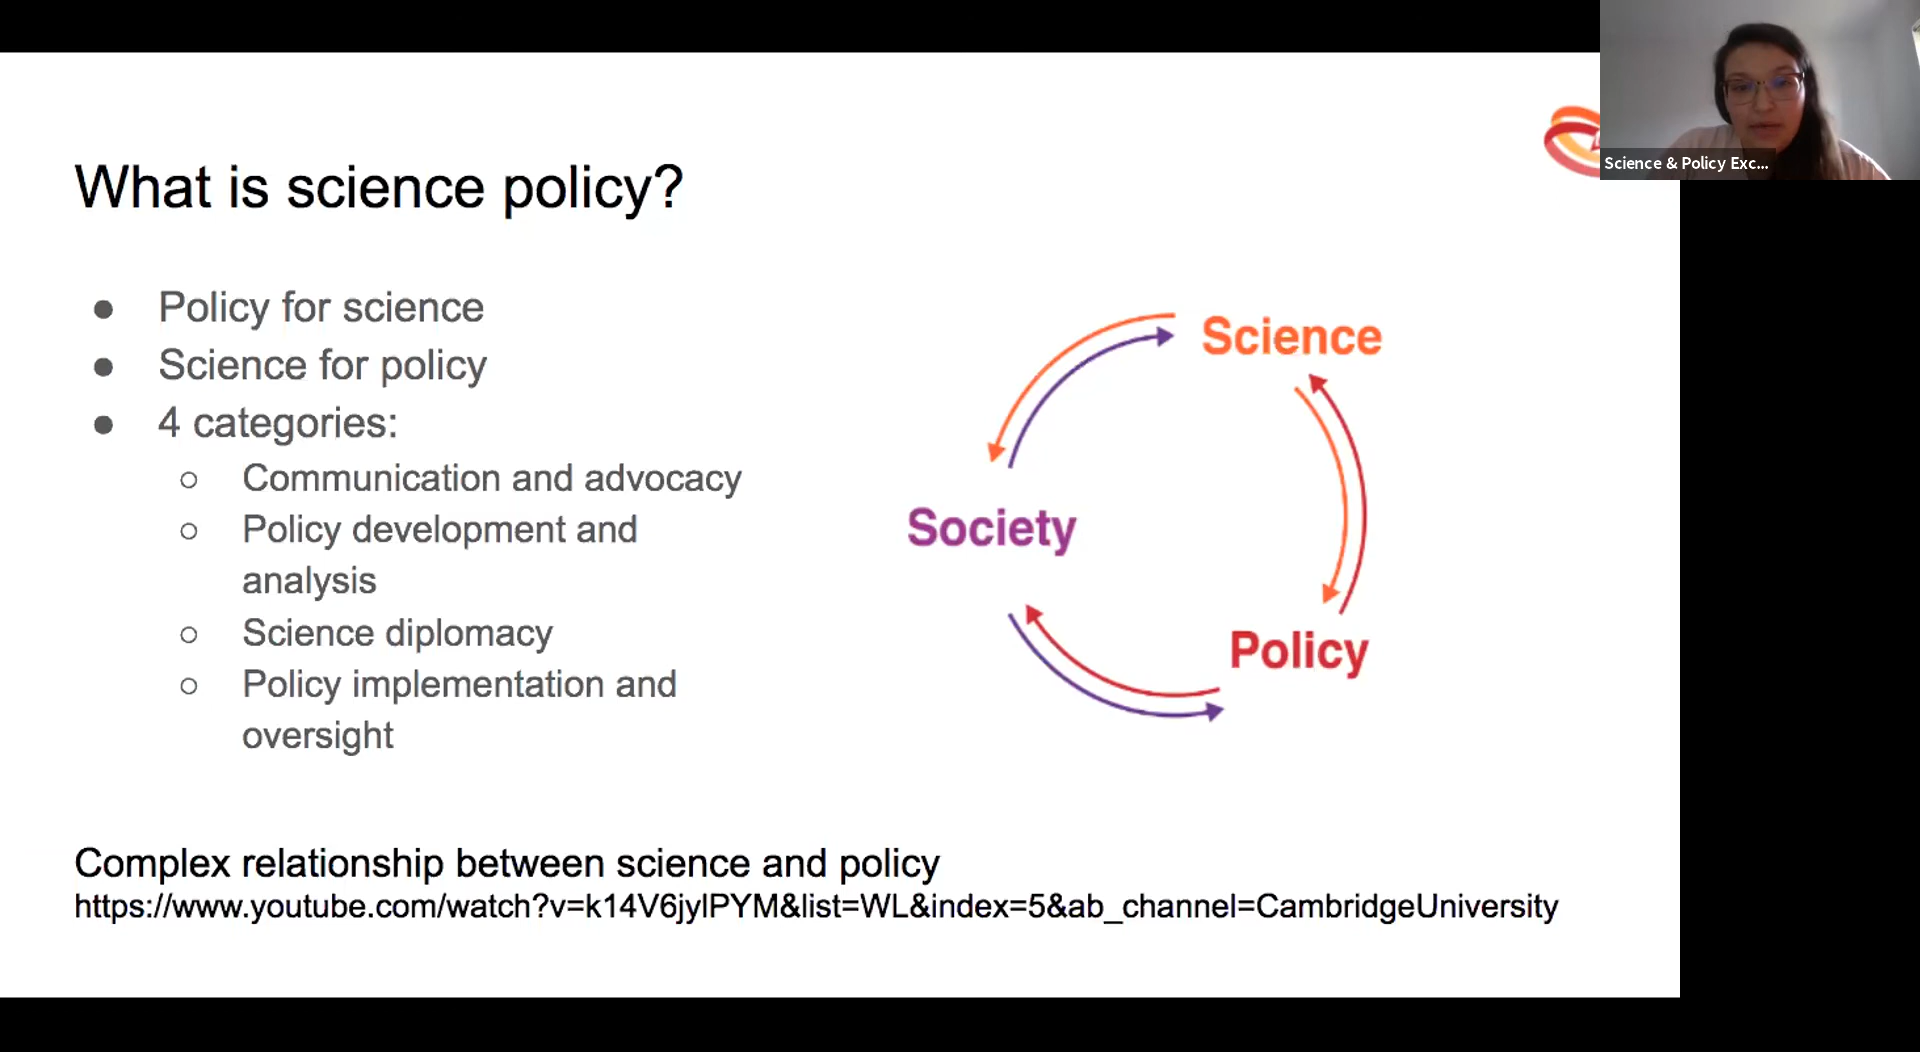 Science & Policy Exc...
What is science policy?
● Policy for science
● Science for policy
● 4 categories:
○ Communication and advocacy
○ Policy development and
analysis
○ Science diplomacy
○ Policy implementation and
oversight
Science
Society
Policy
Complex relationship between science and policy
https://www.youtube.com/watch?v=k14V6jylPYM&list=WL&index=5&ab_channel=CambridgeUniversity